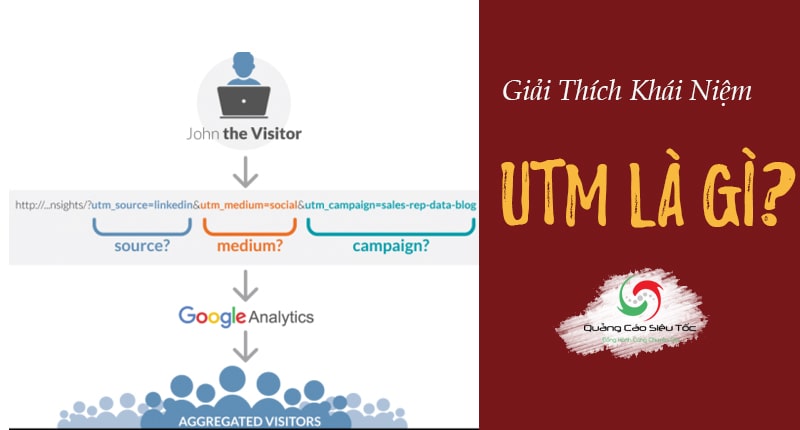 John the Visitor
http://...nsights/?utm_source=linkedin&utm_medium=social&utm_campaign=sales-rep-data-blog
source? medium? campaign?
Google Analytics
AGGREGATED VISITORS
Giải Thích Khái Niệm
UTM LÀ GÌ?
Quảng Cáo Siêu Tốc